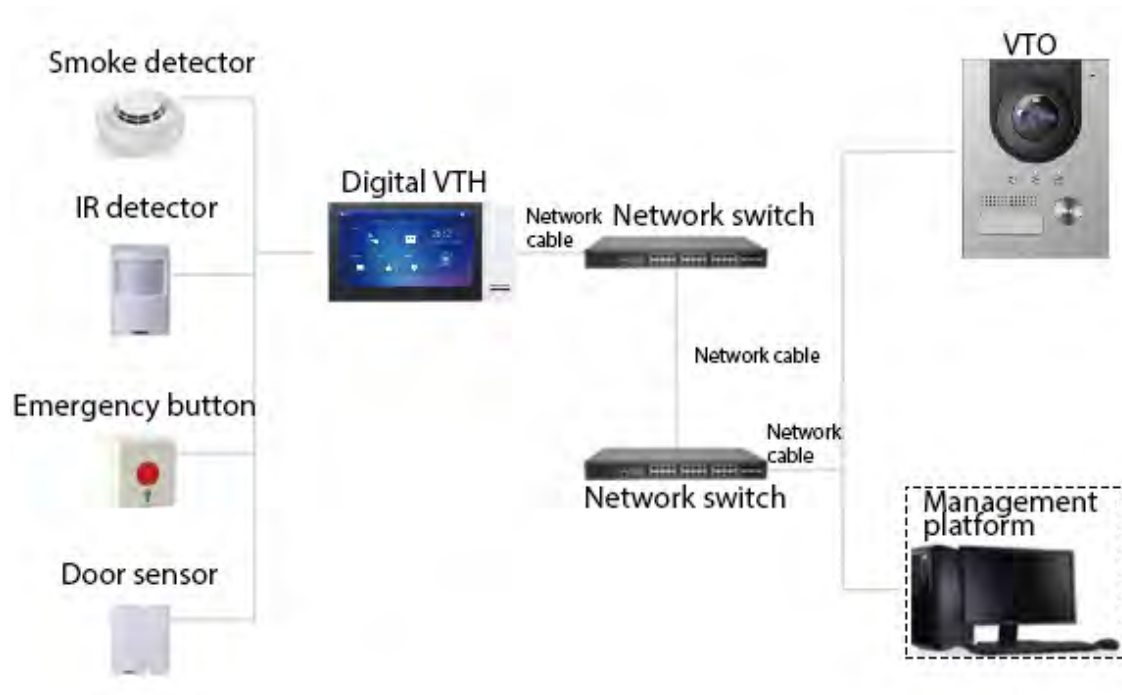 VTO
Smoke detector
Digital VTH
IR detector
Network
cable
Network switch
Network cable
Emergency button
Network
cable
Network switch
Management
platform
Door sensor